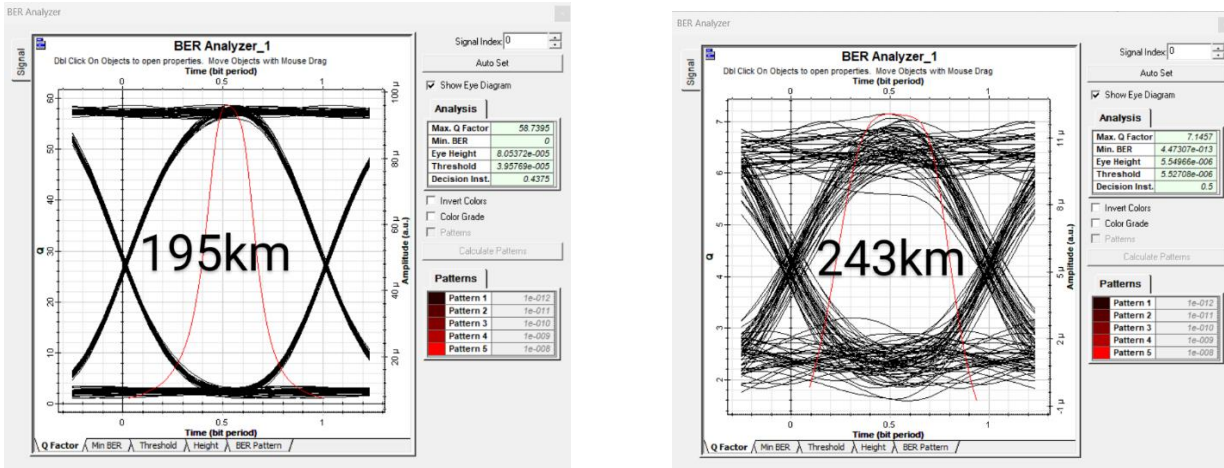 BER Analyzer
Signal
BER Analyzer_1
Dbl Click On Objects to open properties. Move Objects with Mouse Drag
Time (bit period)
0 0.5 1
Q
60
50
40
30
20
10
0
Amplitude (a.u.)
100 μ
80 μ
60 μ
40 μ
20 μ
195km
0 0.5 1
Time (bit period)
Q Factor Min BER Threshold Height BER Pattern
Signal Index: 0
Auto Set
Show Eye Diagram
Analysis
Max. Q Factor 58.7395
Min. BER 0
Eye Height 8.05372e-005
Threshold 3.95769e-005
Decision Inst. 0.4375
Invert Colors
Color Grade
Patterns
Calculate Patterns
Patterns
Pattern 1 1e-012
Pattern 2 1e-011
Pattern 3 1e-010
Pattern 4 1e-009
Pattern 5 1e-008
BER Analyzer
Signal
BER Analyzer_1
Dbl Click On Objects to open properties. Move Objects with Mouse Drag
Time (bit period)
0 0.5 1
Q
7
6
5
4
3
2
Amplitude (a.u.)
11 μ
8 μ
5 μ
2 μ
-1 μ
243km
0 0.5 1
Time (bit period)
Q Factor Min BER Threshold Height BER Pattern
Signal Index: 0
Auto Set
Show Eye Diagram
Analysis
Max. Q Factor 7.1457
Min. BER 4.47307e-013
Eye Height 5.54966e-006
Threshold 5.52708e-006
Decision Inst. 0.5
Invert Colors
Color Grade
Patterns
Calculate Patterns
Patterns
Pattern 1 1e-012
Pattern 2 1e-011
Pattern 3 1e-010
Pattern 4 1e-009
Pattern 5 1e-008